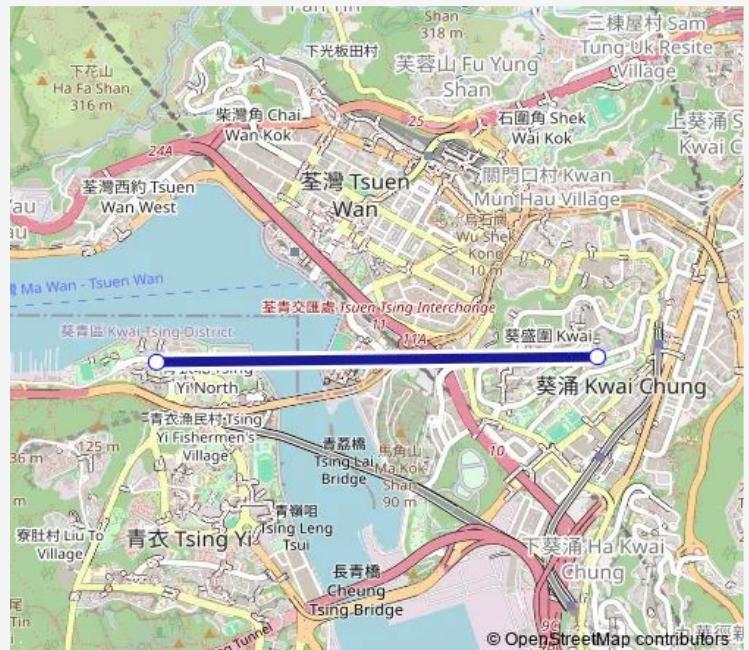 三棟屋村 Sam
Tung Uk Resite
Village
Shan
318 m
下光板田村
下花山
Ha Fa Shan
316 m
芙蓉山 Fu Yung
Shan
柴灣角 Chai
Wan Kok
25
石圍角 Shek
Wai Kok
上葵涌 S
Kwai C
24A
荃灣西約 Tsuen
Wan West
荃灣 Tsuen
Wan
關門口村 Kwan
Mun Hau Village
au
Wu Shek
Kong
10 m
Ma Wan - Tsuen Wan
荃青交匯處 Tsuen Tsing Interchange
11
11A
葵青區 Kwai Tsing District
葵盛圍 Kwai
Yi North
葵涌 Kwai Chung
青衣漁民村 Tsing
Yi Fishermen's
Village
36 m
125 m
青荔橋
Tsing Lai
Bridge
馬角山
Ma Kok
Shan
90 m
10
青嶺咀
Tsing Leng
Tsui
寮肚村 Liu To
Village
青衣 Tsing Yi
下葵涌 Ha Kwai
Chung
長青橋
Cheung
Tsing Bridge
尾
Tin
Tunnel
9C
© OpenStreetMap contributors